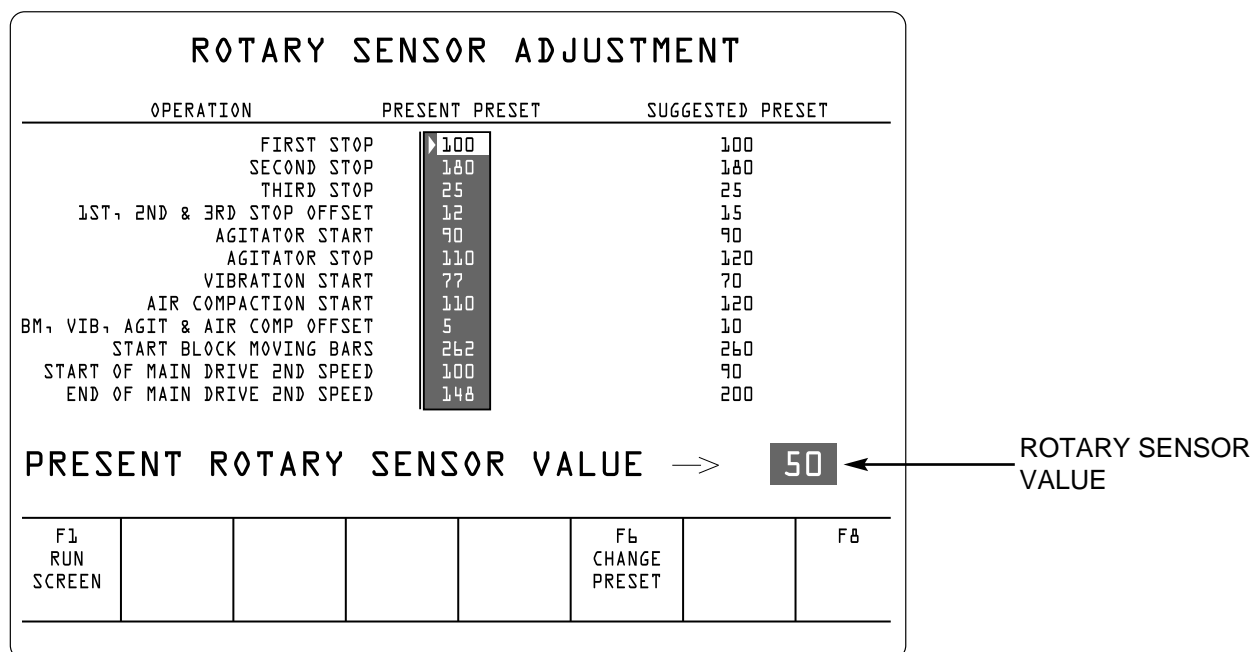 ROTARY SENSOR ADJUSTMENT
OPERATION PRESENT PRESET SUGGESTED PRESET
FIRST STOP 100 100
SECOND STOP 180 180
THIRD STOP 25 25
1ST, 2ND & 3RD STOP OFFSET 12 15
AGITATOR START 90 90
AGITATOR STOP 110 120
VIBRATION START 77 70
AIR COMPACTION START 110 120
BM, VIB, AGIT & AIR COMP OFFSET 5 10
START BLOCK MOVING BARS 262 260
START OF MAIN DRIVE 2ND SPEED 100 90
END OF MAIN DRIVE 2ND SPEED 148 200
PRESENT ROTARY SENSOR VALUE —> 50
ROTARY SENSOR
VALUE
F1 F6 F8
RUN CHANGE
SCREEN PRESET